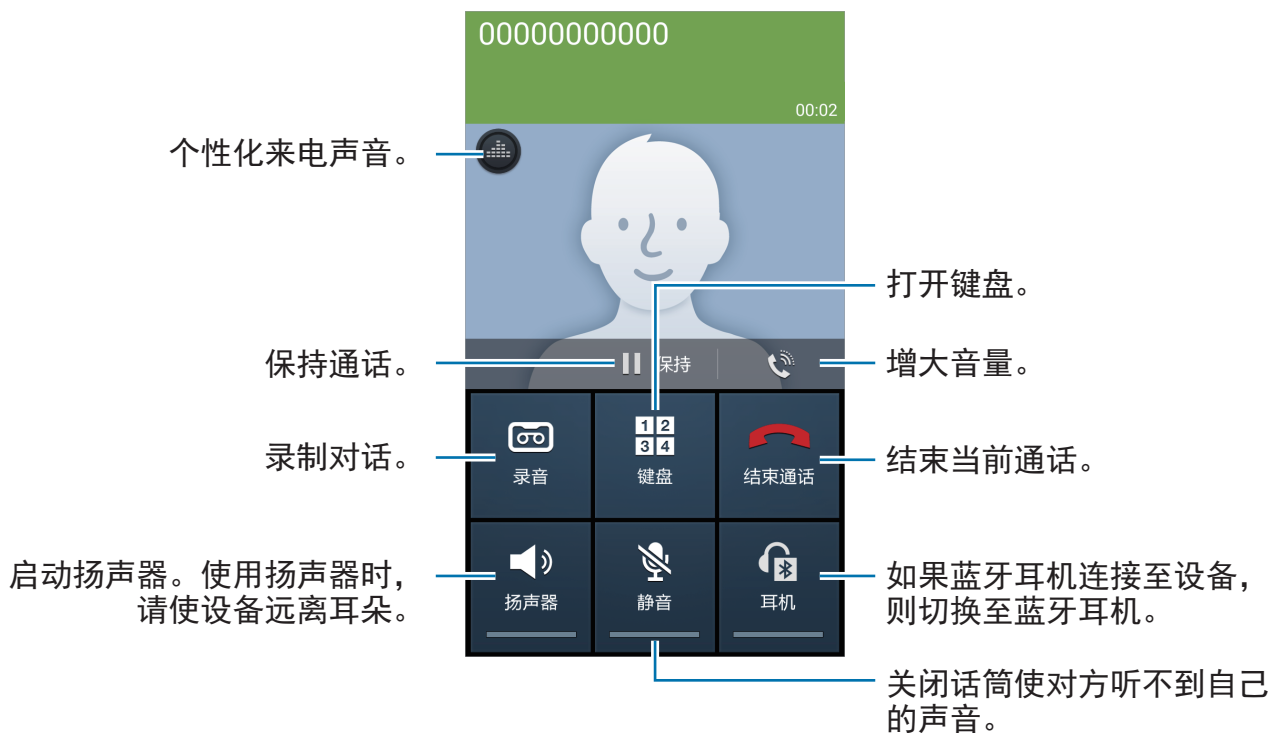 00000000000
00:02
个性化来电声音。
打开键盘。
保持通话。
保持
增大音量。
1 2
3 4
录制对话。
录音
键盘
结束通话
结束当前通话。
启动扬声器。使用扬声器时，
请使设备远离耳朵。
扬声器
静音
耳机
如果蓝牙耳机连接至设备，
则切换至蓝牙耳机。
关闭话筒使对方听不到自己
的声音。